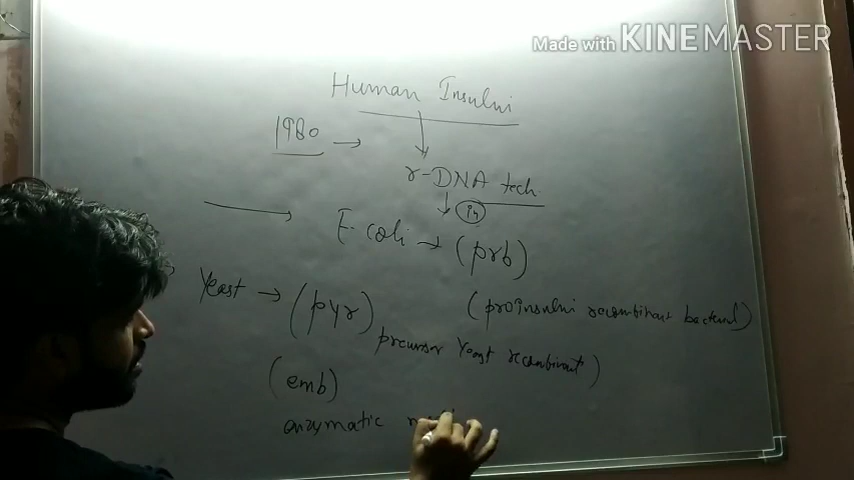 Made with KINEMASTER
Human Insulin
1980 →
r-DNA tech.
in
E. coli → (prb)
Yeast → (pyr)
(proinsulin recombinant bacterial)
precursor Yeast recombinant)
(emb)
enzymatic